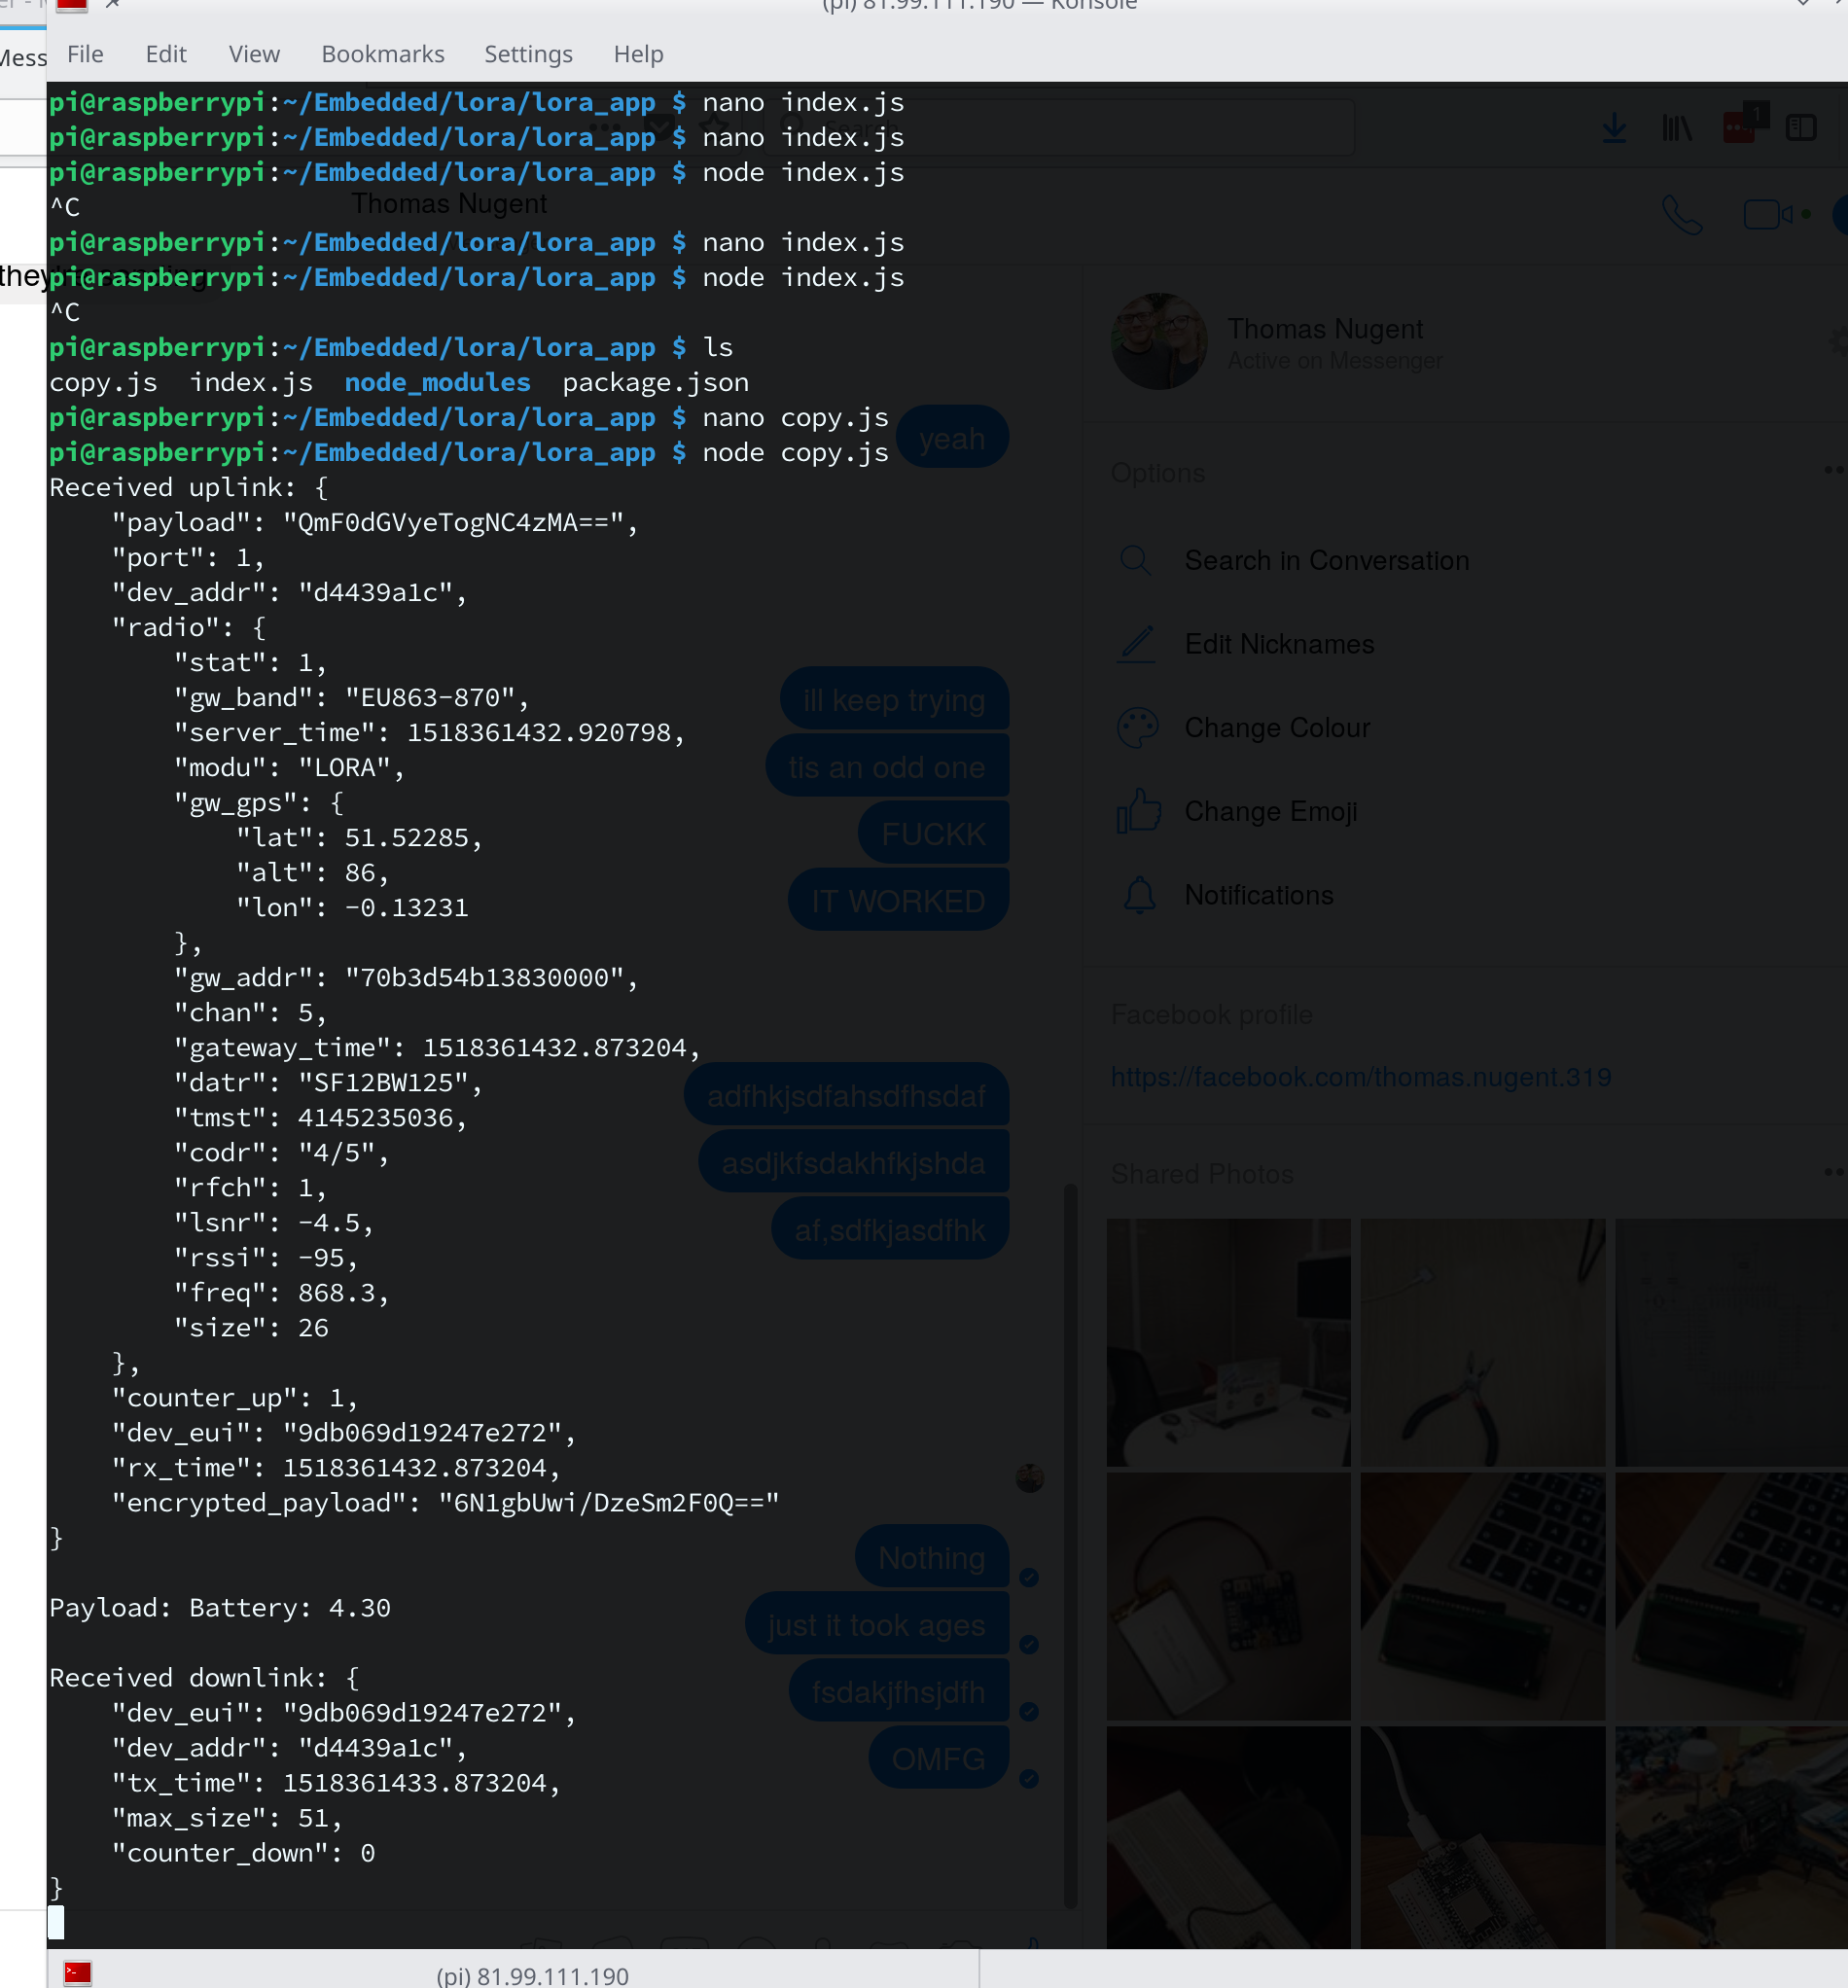 (pi) 81.99.111.190 — Konsole
Mess
File Edit View Bookmarks Settings Help
pi@raspberrypi:~/Embedded/lora/lora_app $ nano index.js
pi@raspberrypi:~/Embedded/lora/lora_app $ nano index.js
pi@raspberrypi:~/Embedded/lora/lora_app $ node index.js
^C
pi@raspberrypi:~/Embedded/lora/lora_app $ nano index.js
pi@raspberrypi:~/Embedded/lora/lora_app $ node index.js
^C
pi@raspberrypi:~/Embedded/lora/lora_app $ ls
copy.js index.js node_modules package.json
pi@raspberrypi:~/Embedded/lora/lora_app $ nano copy.js
pi@raspberrypi:~/Embedded/lora/lora_app $ node copy.js
Received uplink: {
"payload": "QmF0dGVyeTogNC4zMA==",
"port": 1,
"dev_addr": "d4439a1c",
"radio": {
"stat": 1,
"gw_band": "EU863-870",
"server_time": 1518361432.920798,
"modu": "LORA",
"gw_gps": {
"lat": 51.52285,
"alt": 86,
"lon": -0.13231
},
"gw_addr": "70b3d54b13830000",
"chan": 5,
"gateway_time": 1518361432.873204,
"datr": "SF12BW125",
"tmst": 4145235036,
"codr": "4/5",
"rfch": 1,
"lsnr": -4.5,
"rssi": -95,
"freq": 868.3,
"size": 26
},
"counter_up": 1,
"dev_eui": "9db069d19247e272",
"rx_time": 1518361432.873204,
"encrypted_payload": "6N1gbUwi/DzeSm2F0Q=="
}
Payload: Battery: 4.30
Received downlink: {
"dev_eui": "9db069d19247e272",
"dev_addr": "d4439a1c",
"tx_time": 1518361433.873204,
"max_size": 51,
"counter_down": 0
}
they
Search
1
Thomas Nugent
yeah
ill keep trying
tis an odd one
FUCKK
IT WORKED
adfhkjsdfahsdfhsdaf
asdjkfsdakhfkjshda
af,sdfkjasdfhk
Nothing
just it took ages
fsdakjfhsjdfh
OMFG
Thomas Nugent
Active on Messenger
Options
Search in Conversation
Edit Nicknames
Change Colour
Change Emoji
Notifications
Facebook profile
https://facebook.com/thomas.nugent.319
Shared Photos
(pi) 81.99.111.190